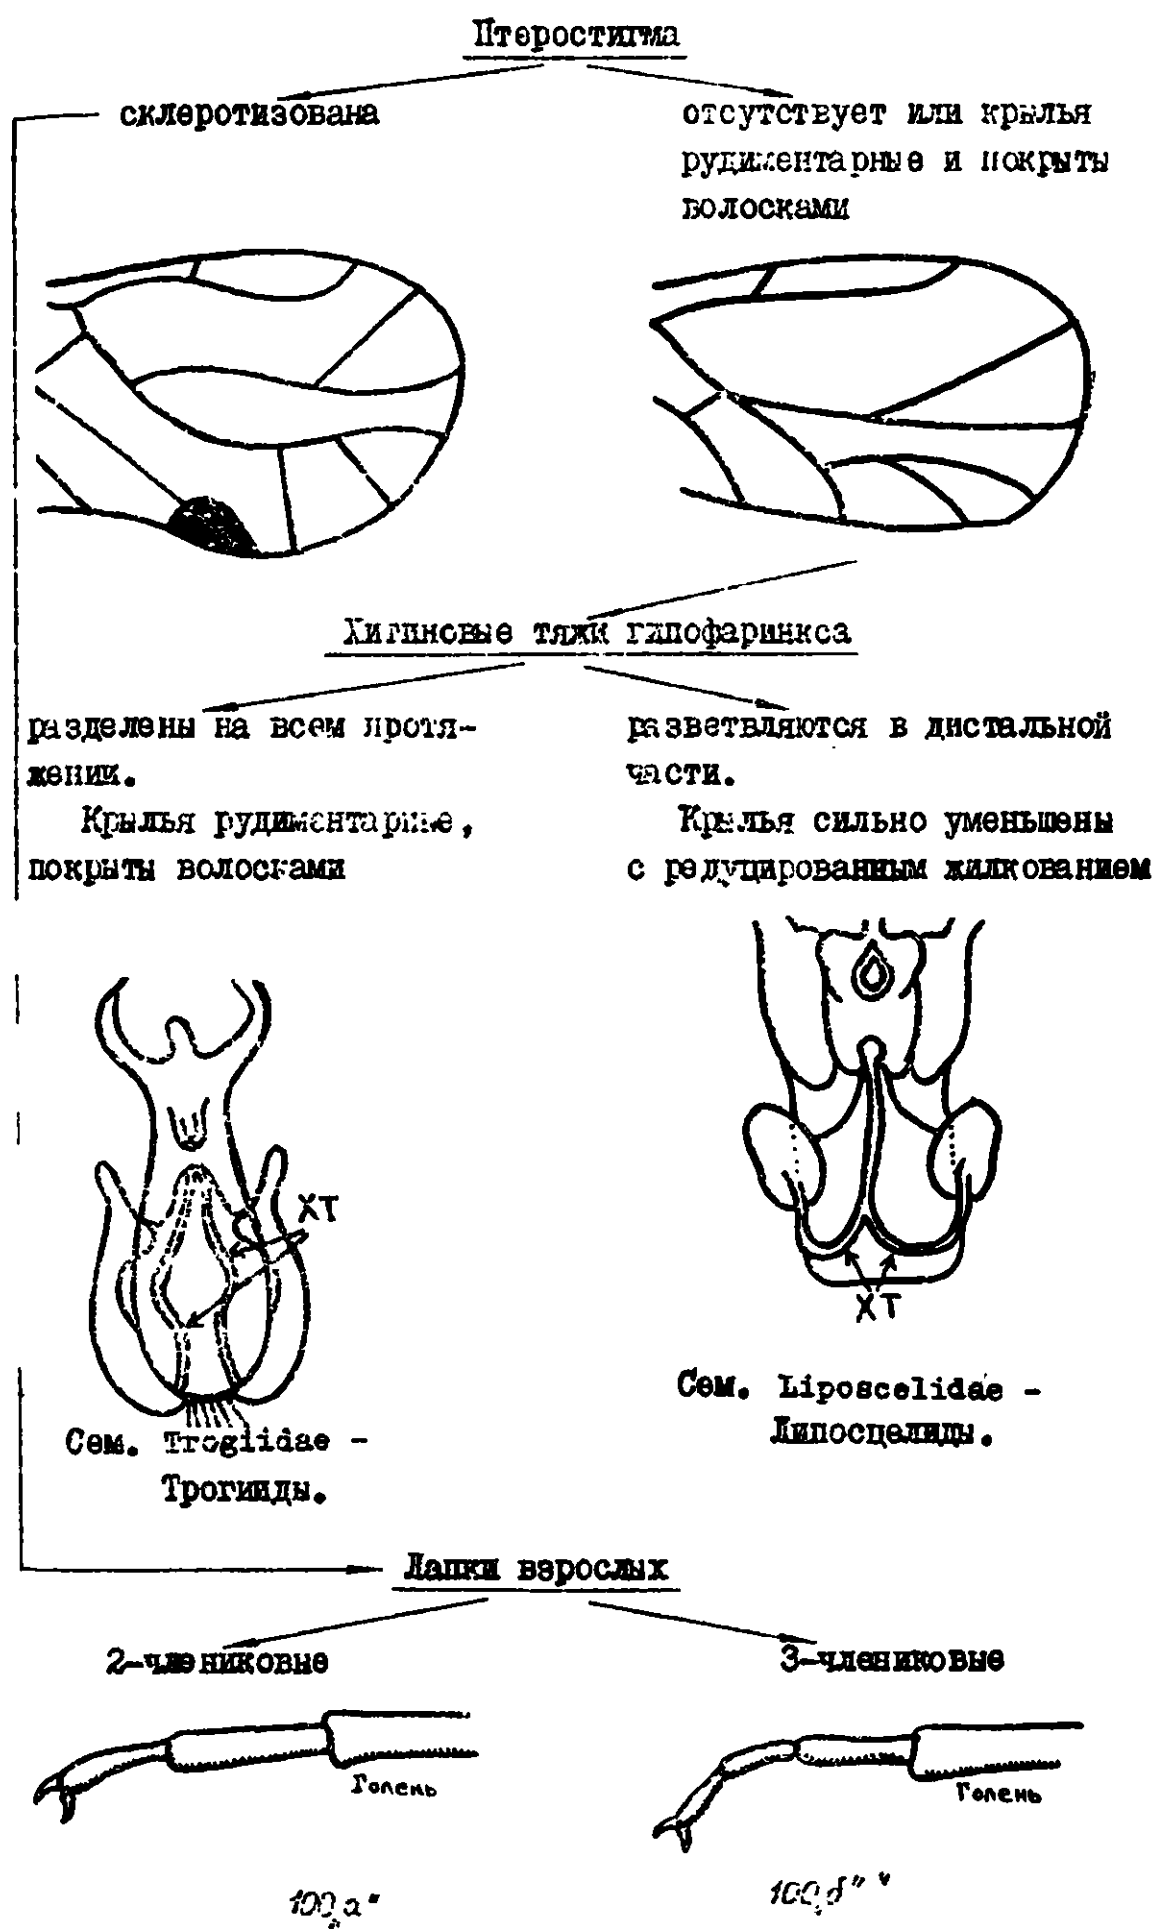 Птеростигма
склеротизована
отсутствует или крылья
рудиментарные и покрыты
волосками
Хитиновые тяжи гипофаринкса
разделены на всем протя-
жении.
Крылья рудиментарные,
покрыты волосками
разветвляются в дистальной
части.
Крылья сильно уменьшены
с редуцированным жилкованием
ХТ
ХТ
Сем. Trogiidae -
Трогииды.
Сем. Liposcelidae -
Липосцелиды.
Лапки взрослых
2-члениковые
3-члениковые
Голень
Голень
100„а"
100„б"